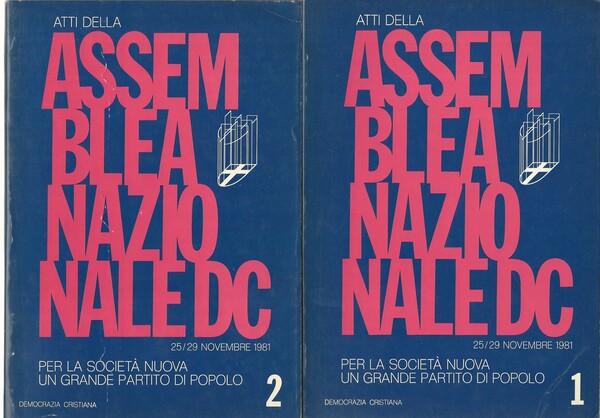 ATTI DELLA
ASSEM
BLEA
NAZIO
NALE DC
25/29 NOVEMBRE 1981
PER LA SOCIETÀ NUOVA
UN GRANDE PARTITO DI POPOLO
2
DEMOCRAZIA CRISTIANA
ATTI DELLA
ASSEM
BLEA
NAZIO
NALE DC
25/29 NOVEMBRE 1981
PER LA SOCIETÀ NUOVA
UN GRANDE PARTITO DI POPOLO
1
DEMOCRAZIA CRISTIANA